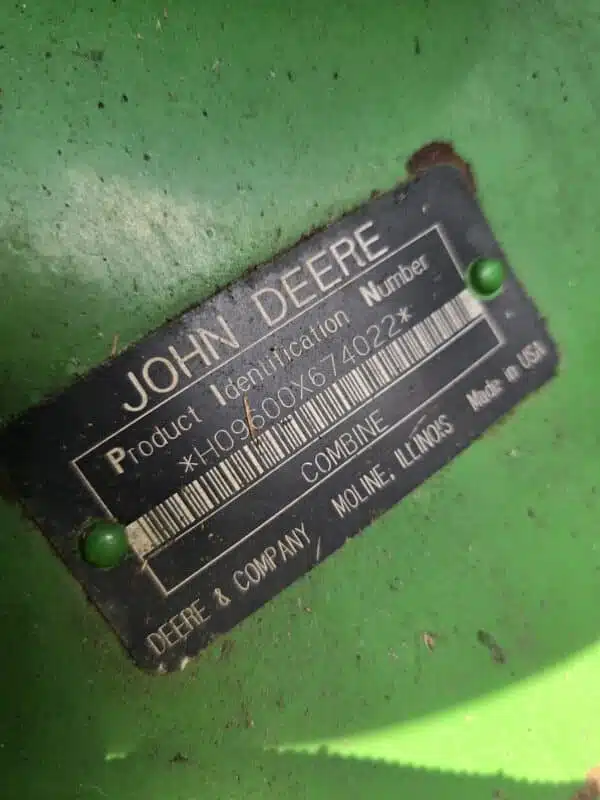 JOHN DEERE
Product Identification Number
*H09600X674022*
COMBINE
DEERE & COMPANY MOLINE, ILLINOIS Made in USA